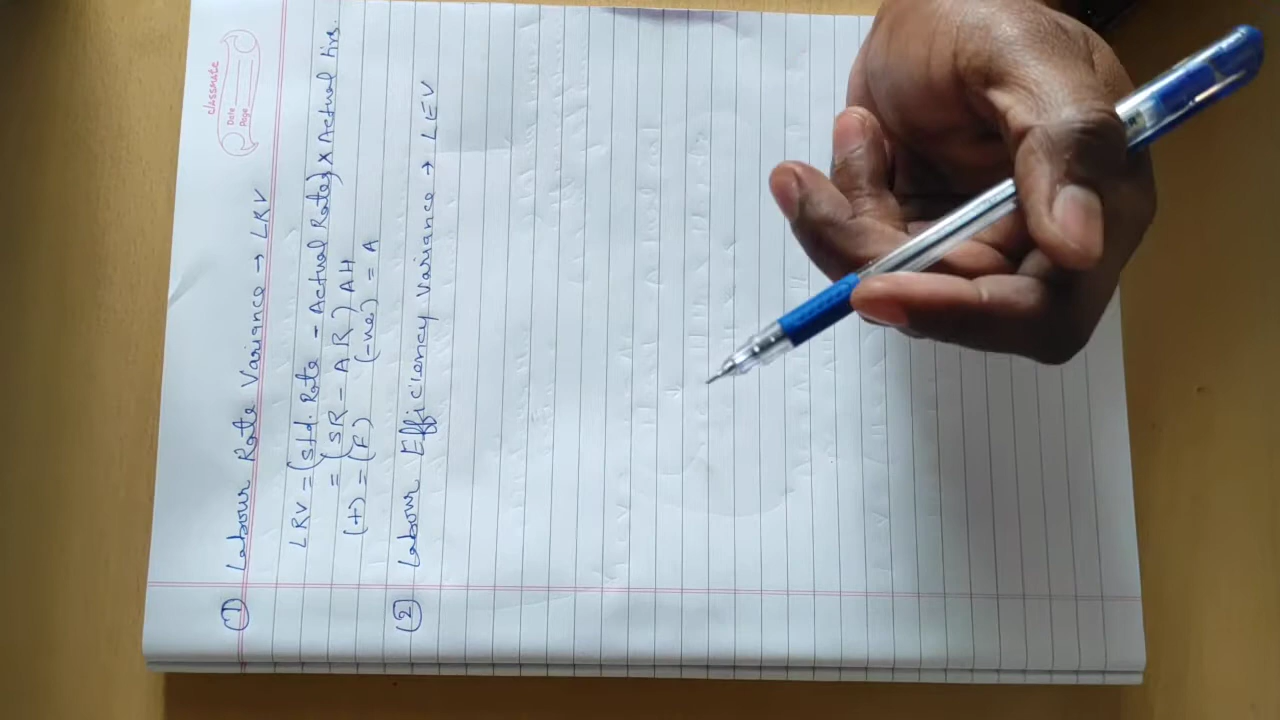 classmate
Date
Page
① Labour Rate Variance → LRV
LRV = (Std. Rate - Actual Rate) × Actual Hrs.
= (SR - AR) AH
(+) = (F) (-ne) = A
② Labour Efficiency Variance → LEV